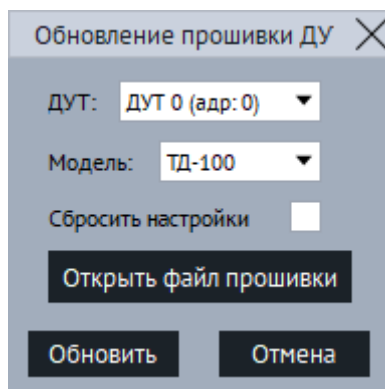 Обновление прошивки ДУ
ДУТ: ДУТ 0 (адр: 0)
Модель: ТД-100
Сбросить настройки
Открыть файл прошивки
Обновить Отмена